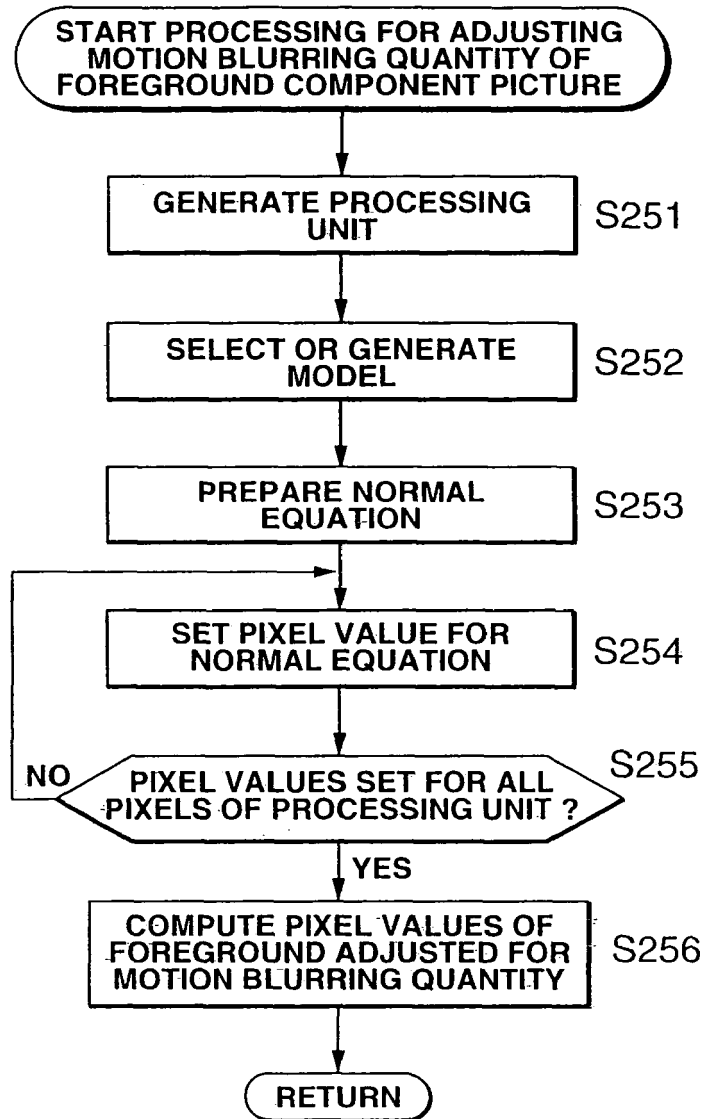 START PROCESSING FOR ADJUSTING
MOTION BLURRING QUANTITY OF
FOREGROUND COMPONENT PICTURE
GENERATE PROCESSING
UNIT
S251
SELECT OR GENERATE
MODEL
S252
PREPARE NORMAL
EQUATION
S253
SET PIXEL VALUE FOR
NORMAL EQUATION
S254
PIXEL VALUES SET FOR ALL
PIXELS OF PROCESSING UNIT ?
S255
NO
YES
COMPUTE PIXEL VALUES OF
FOREGROUND ADJUSTED FOR
MOTION BLURRING QUANTITY
S256
RETURN